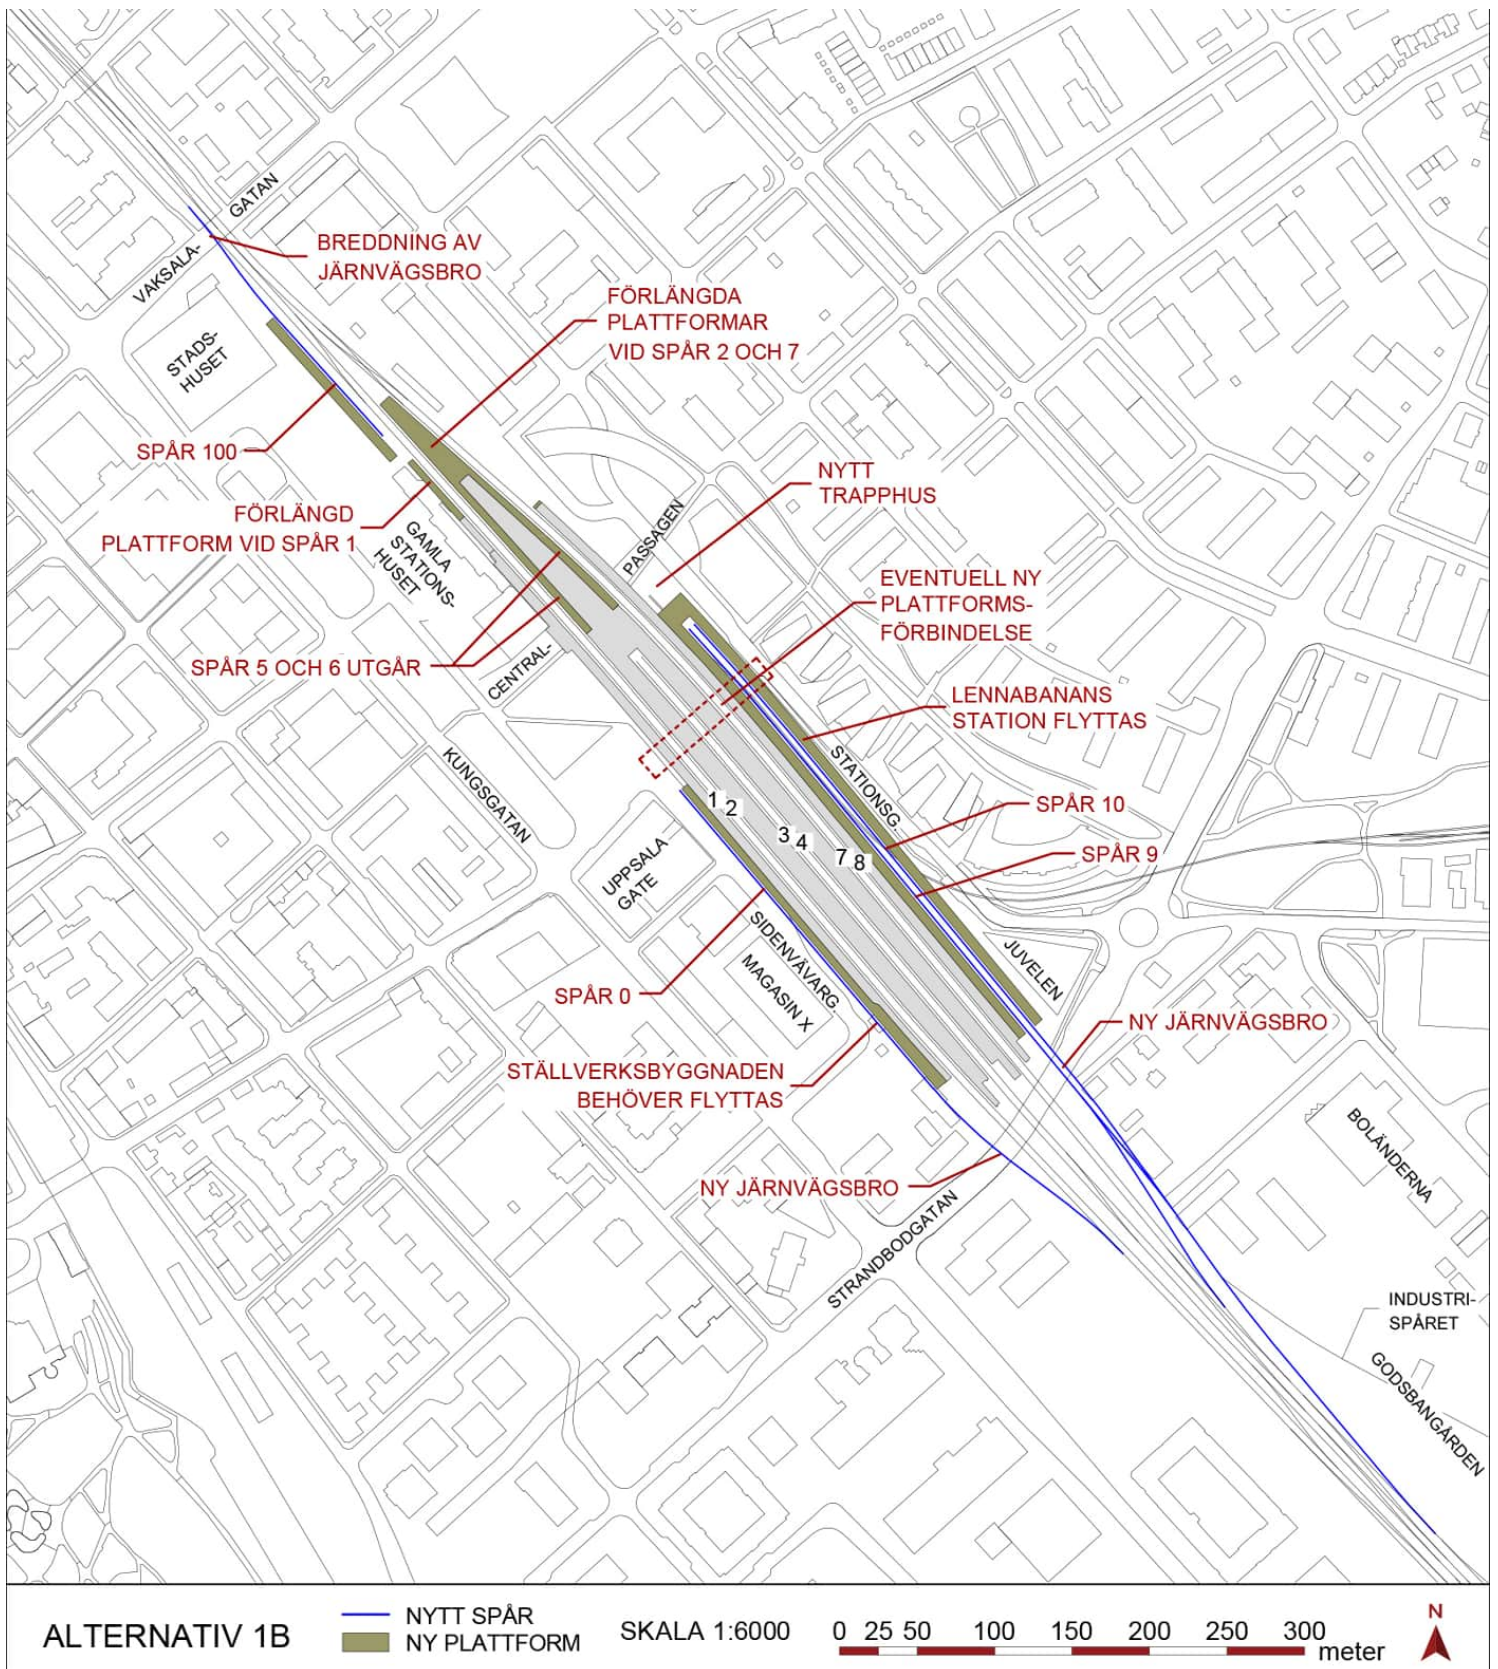 GATAN
VAKSALA-
BREDDNING AV
JÄRNVÄGSBRO
FÖRLÄNGDA
PLATTFORMAR
VID SPÅR 2 OCH 7
STADS-
HUSET
SPÅR 100
NYTT
TRAPPHUS
FÖRLÄNGD
PLATTFORM VID SPÅR 1
GAMLA
STATIONS-
HUSET
PASSAGEN
EVENTUELL NY
PLATTFORMS-
FÖRBINDELSE
SPÅR 5 OCH 6 UTGÅR
CENTRAL-
LENNABANANS
STATION FLYTTAS
KUNGSGATAN
STATIONSG.
1 2
3 4
7 8
SPÅR 10
SPÅR 9
UPPSALA
GATE
SIDENVÄVARG.
MAGASIN X
JUVELEN
SPÅR 0
NY JÄRNVÄGSBRO
STÄLLVERKSBYGGNADEN
BEHÖVER FLYTTAS
BOLÄNDERNA
NY JÄRNVÄGSBRO
STRANDBODGATAN
INDUSTRI-
SPÅRET
GODSBANGÅRDEN
ALTERNATIV 1B
NYTT SPÅR
NY PLATTFORM
SKALA 1:6000
0 25 50 100 150 200 250 300
meter
N